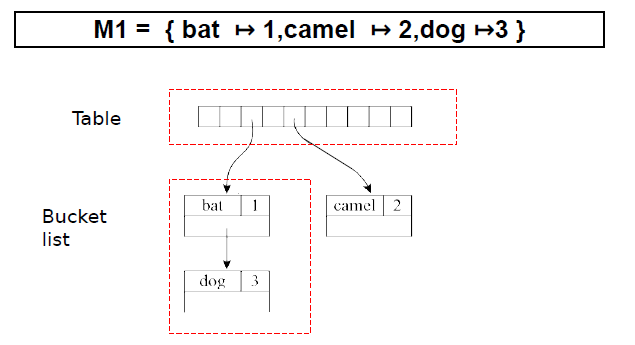 M1 = { bat ↦ 1,camel ↦ 2,dog ↦3 }
Table
Bucket
list
bat 1
camel 2
dog 3